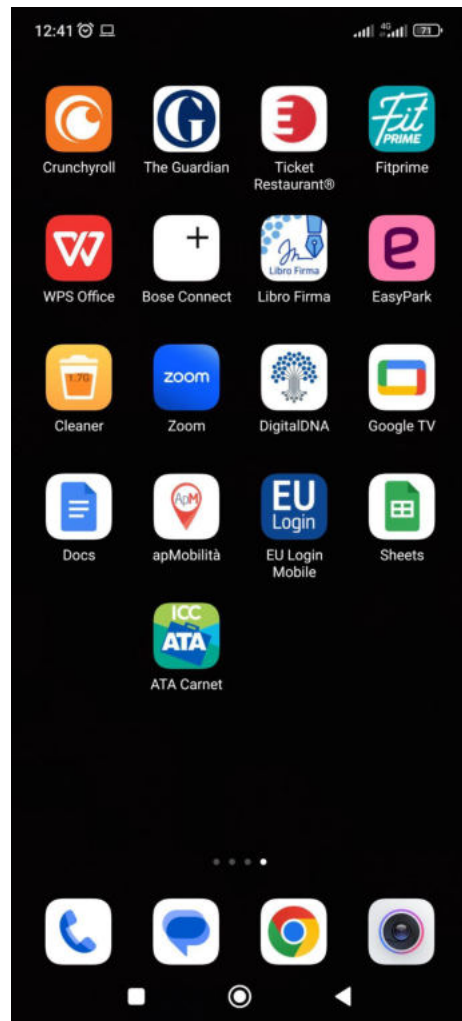 12:41
4G
71
Crunchyroll
The Guardian
Ticket
Restaurant®
Fit
PRIME
Fitprime
WPS Office
Bose Connect
Libro Firma
Libro Firma
e
EasyPark
1.7G
Cleaner
zoom
Zoom
DigitalDNA
Google TV
Docs
ApM
apMobilità
EU
Login
EU Login
Mobile
Sheets
ICC
ATA
ATA Carnet